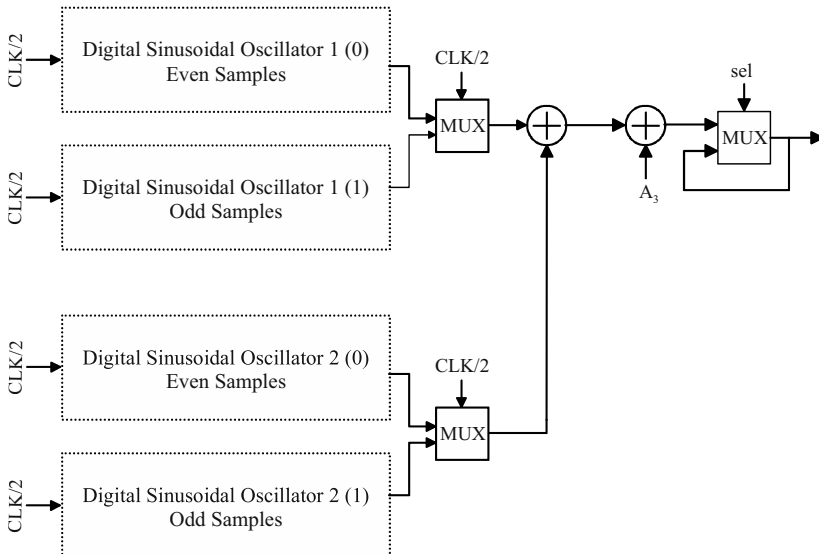 CLK/2
Digital Sinusoidal Oscillator 1 (0)
Even Samples
CLK/2
MUX
sel
MUX
A3
CLK/2
Digital Sinusoidal Oscillator 1 (1)
Odd Samples
CLK/2
Digital Sinusoidal Oscillator 2 (0)
Even Samples
CLK/2
MUX
CLK/2
Digital Sinusoidal Oscillator 2 (1)
Odd Samples